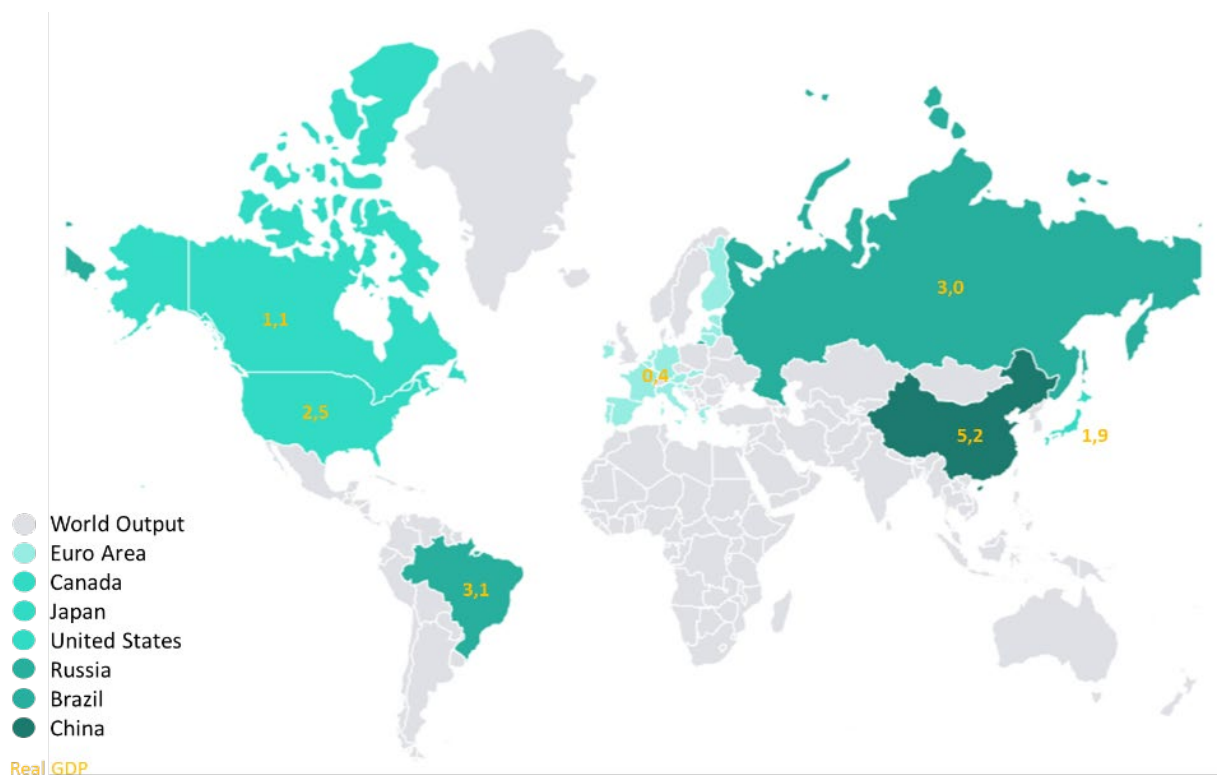 1,1
3,0
0,4
2,5
5,2
1,9
3,1
World Output
Euro Area
Canada
Japan
United States
Russia
Brazil
China
Real GDP